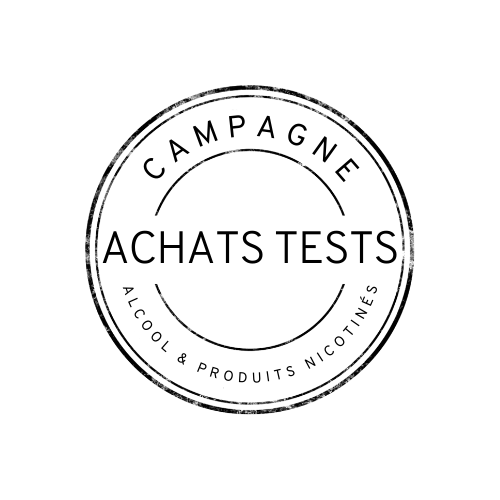 CAMPAGNE
ACHATS TESTS
ALCOOL & PRODUITS NICOTINÉS